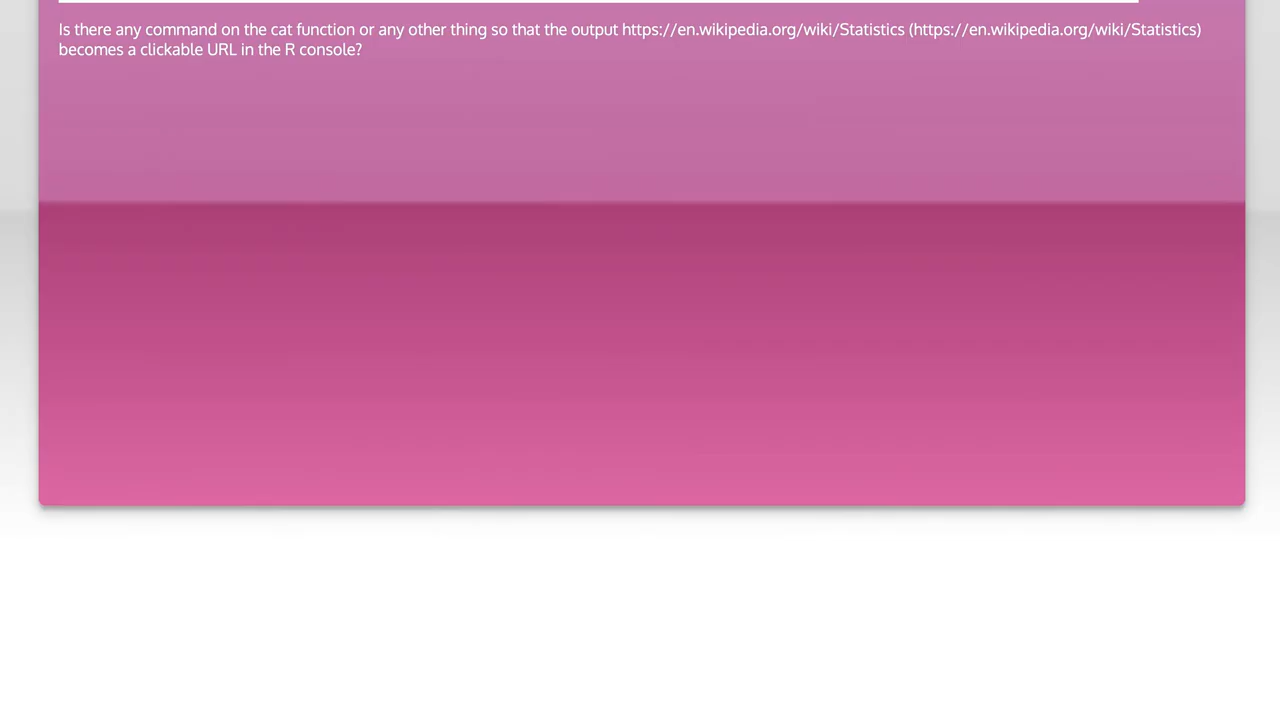 Is there any command on the cat function or any other thing so that the output https://en.wikipedia.org/wiki/Statistics (https://en.wikipedia.org/wiki/Statistics)
becomes a clickable URL in the R console?